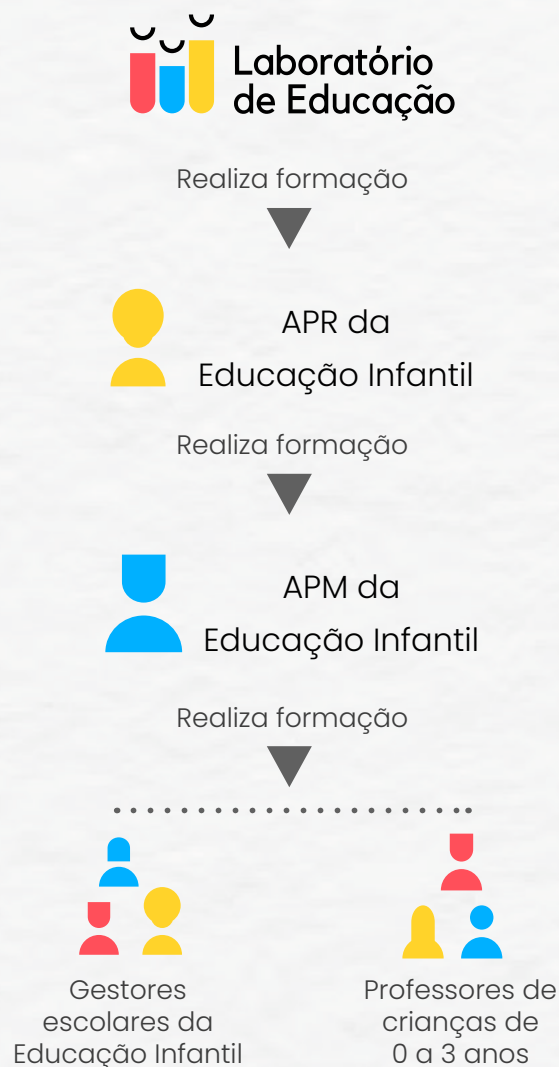 Laboratório
de Educação
Realiza formação
APR da
Educação Infantil
Realiza formação
APM da
Educação Infantil
Realiza formação
Gestores
escolares da
Educação Infantil
Professores de
crianças de
0 a 3 anos